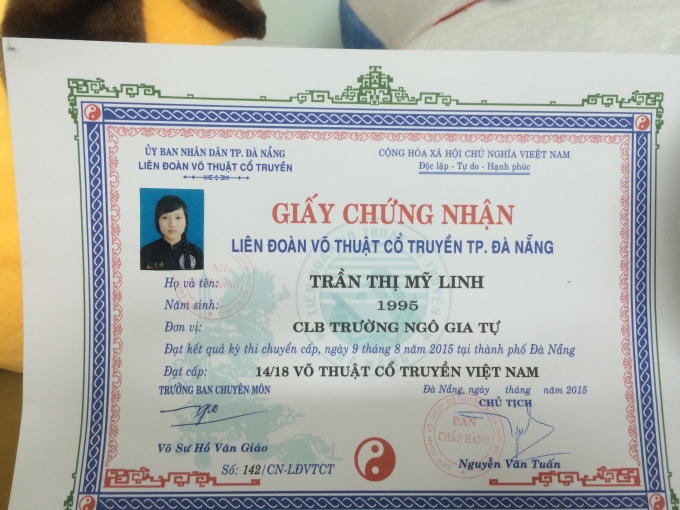 ỦY BAN NHÂN DÂN TP. ĐÀ NẴNG
LIÊN ĐOÀN VÕ THUẬT CỔ TRUYỀN
CỘNG HÒA XÃ HỘI CHỦ NGHĨA VIỆT NAM
Độc lập - Tự do - Hạnh phúc
GIẤY CHỨNG NHẬN
LIÊN ĐOÀN VÕ THUẬT CỔ TRUYỀN TP. ĐÀ NẴNG
Họ và tên: TRẦN THỊ MỸ LINH
Năm sinh: 1995
Đơn vị: CLB TRƯỜNG NGÔ GIA TỰ
Đạt kết quả kỳ thi chuyển cấp, ngày 9 tháng 8 năm 2015 tại thành phố Đà Nẵng
Đạt cấp: 14/18 VÕ THUẬT CỔ TRUYỀN VIỆT NAM
TRƯỞNG BAN CHUYÊN MÔN
Đà Nẵng, ngày tháng năm 2015
CHỦ TỊCH
BAN
CHẤP HÀNH
Võ Sư Hồ Văn Giáo
Nguyễn Văn Tuấn
Số: 142/CN-LĐVTCT